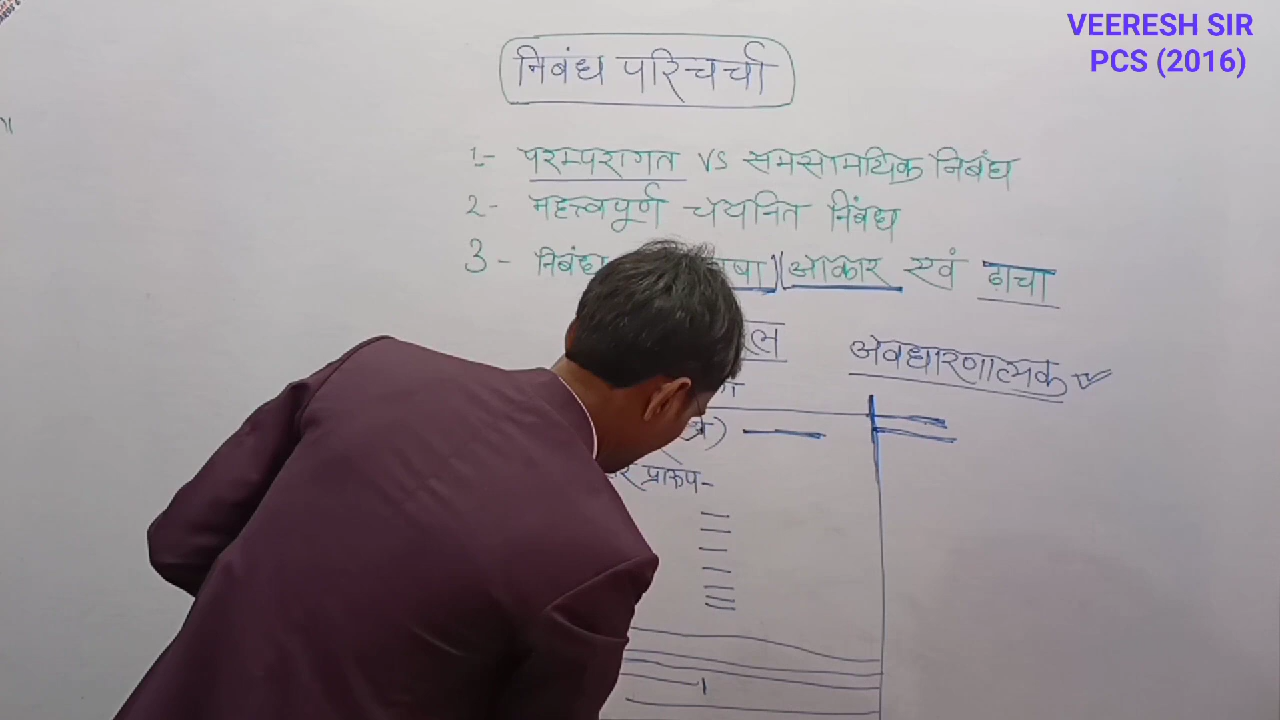 VEERESH SIR
PCS (2016)
निबंध परिचर्चा
1- परम्परागत VS समसामयिक निबंध
2- महत्त्वपूर्ण चयनित निबंध
3- निबंध आकार एवं ढ़ाचा
अवधारणात्मक
प्रारूप-